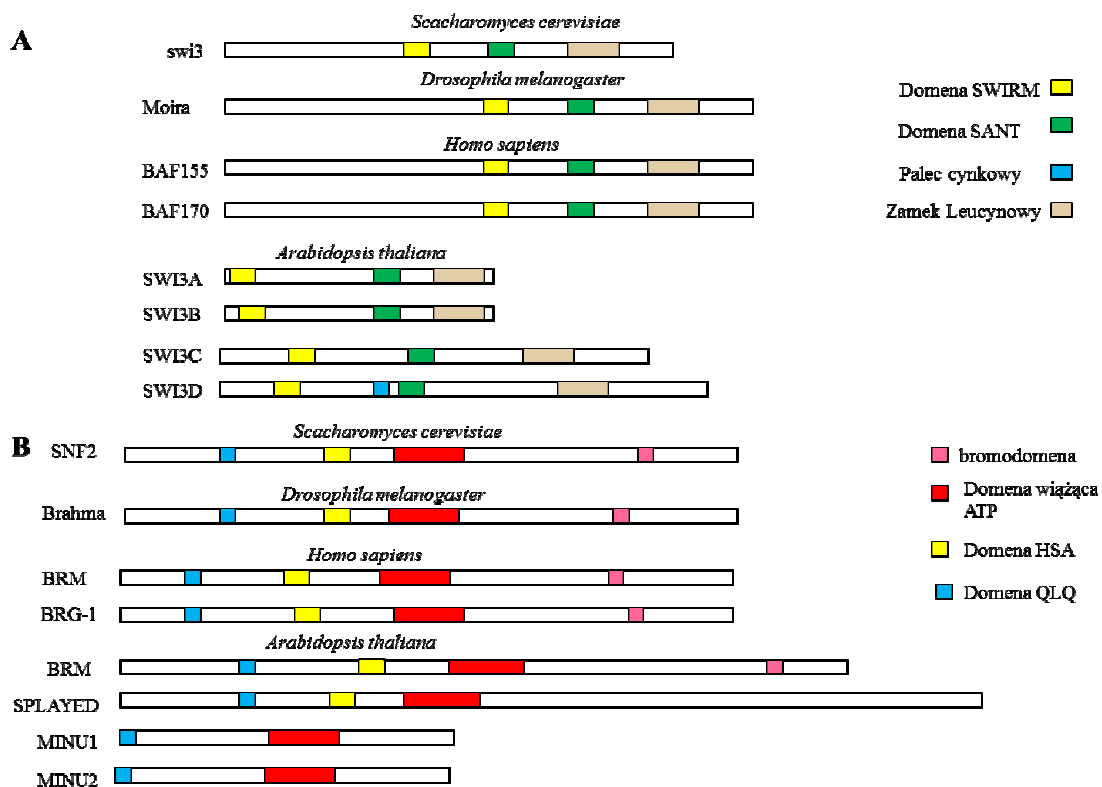 A
Scacharomyces cerevisiae
swi3
Drosophila melanogaster
Moira
Homo sapiens
BAF155
BAF170
Arabidopsis thaliana
SWI3A
SWI3B
SWI3C
SWI3D
Domena SWIRM
Domena SANT
Palec cynkowy
Zamek Leucynowy
B
Scacharomyces cerevisiae
SNF2
Drosophila melanogaster
Brahma
Homo sapiens
BRM
BRG-1
Arabidopsis thaliana
BRM
SPLAYED
MINU1
MINU2
bromodomena
Domena wiążąca
ATP
Domena HSA
Domena QLQ